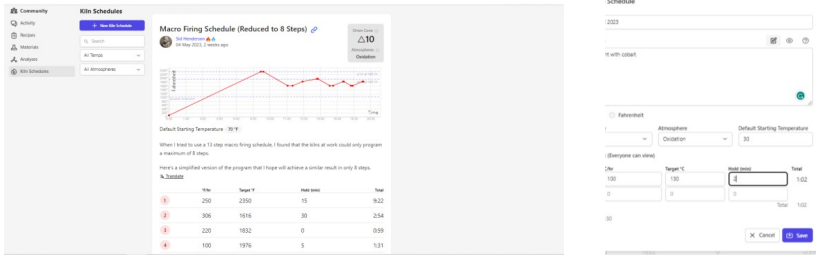 Community
Activity
Recipes
Materials
Analyses
Kiln Schedules
Kiln Schedules
+ New Kiln Schedule
Search
All Temps
All Atmospheres
Macro Firing Schedule (Reduced to 8 Steps)
Sid Henderson
04 May 2023, 2 weeks ago
△10
Atmosphere
Oxidation
Fahrenheit
Time
Default Starting Temperature 70 °F
When I tried to use a 13 step macro firing schedule, I found that the kilns at work could only program
a maximum of 8 steps.
Here's a simplified version of the program that I hope will achieve a similar result in only 8 steps.
Translate
°F/hr Target °F Hold (min) Total
1 250 2350 15 9:22
2 306 1616 30 2:54
3 220 1832 0 0:59
4 100 1976 5 1:31
Schedule
2023
nt with cobalt
Fahrenheit
Atmosphere
Default Starting Temperature
Oxidation
30
(Everyone can view)
°C/hr Target °C Hold (min) Total
100 130 1:02
0 0 0
Total 1:02
Cancel
Save